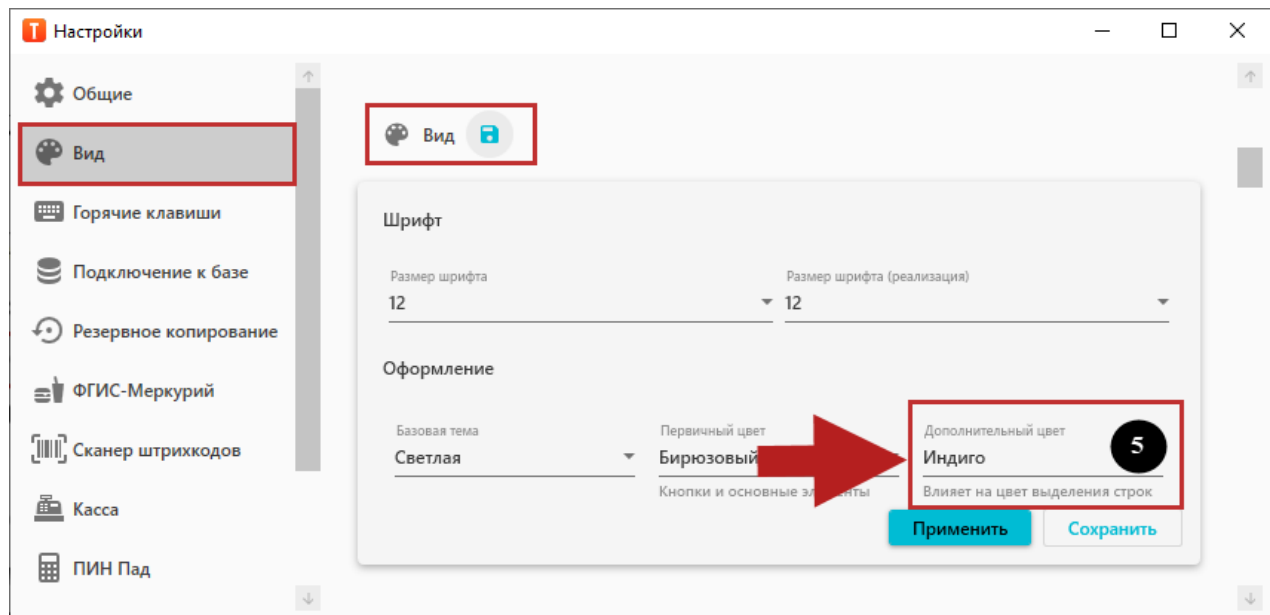 Настройки
Общие
Вид
Горячие клавиши
Подключение к базе
Резервное копирование
ФГИС-Меркурий
Сканер штрихкодов
Касса
ПИН Пад
Вид
Шрифт
Размер шрифта
12
Размер шрифта (реализация)
12
Оформление
Базовая тема
Светлая
Первичный цвет
Бирюзовый
Кнопки и основные
Дополнительный цвет
Индиго
5
Влияет на цвет выделения строк
Применить
Сохранить